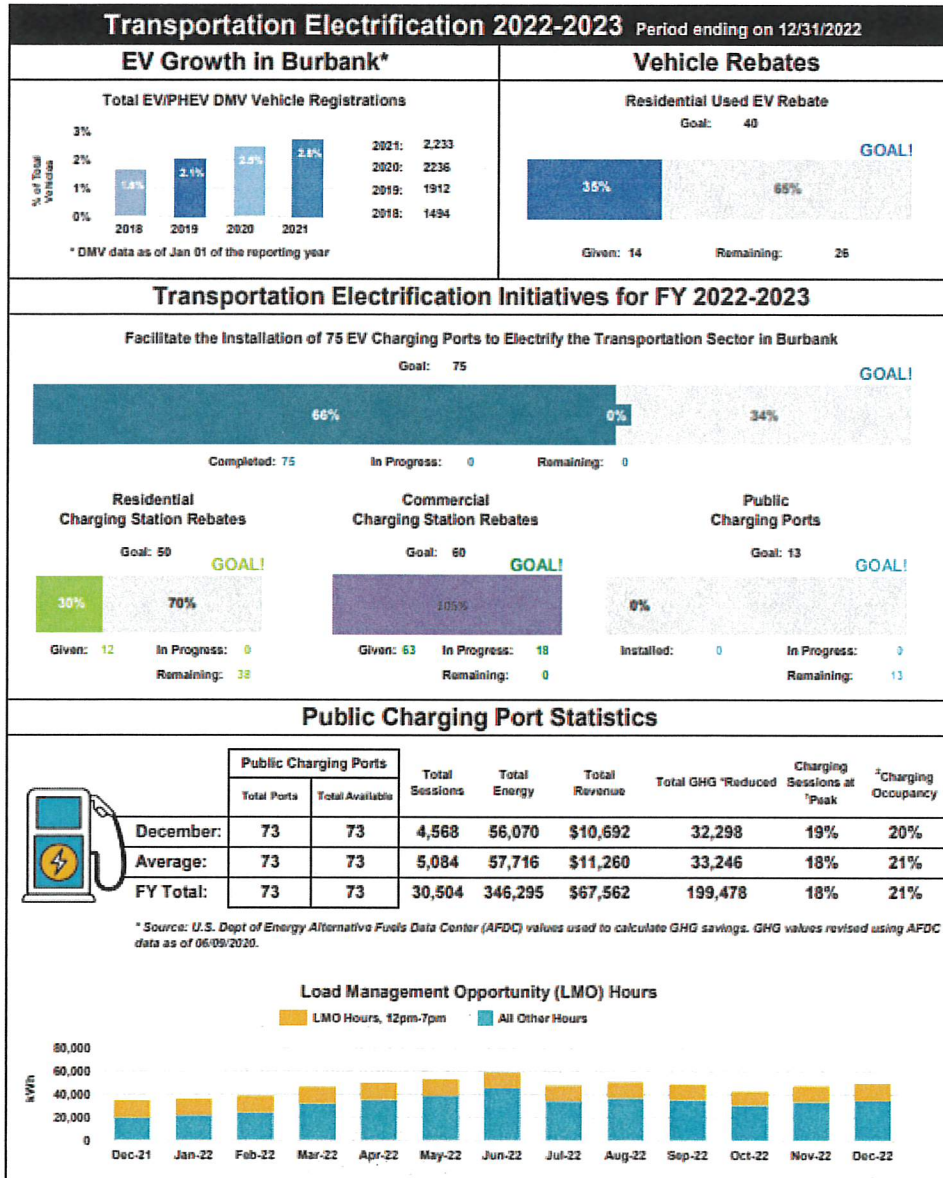 Transportation Electrification 2022-2023 Period ending on 12/31/2022
EV Growth in Burbank*
Vehicle Rebates
Total EV/PHEV DMV Vehicle Registrations
% of Total
Vehicles
3%
2%
1%
0%
2.1%
2018
2019
2020
2021
2021: 2,233
2020: 2236
2019: 1912
2018: 1494
* DMV data as of Jan 01 of the reporting year
Residential Used EV Rebate
Goal: 40
GOAL!
35%
65%
Given: 14
Remaining: 26
Transportation Electrification Initiatives for FY 2022-2023
Facilitate the Installation of 75 EV Charging Ports to Electrify the Transportation Sector in Burbank
Goal: 75
GOAL!
66%
0%
34%
Completed: 75
In Progress: 0
Remaining: 0
Residential
Charging Station Rebates
Goal: 50
GOAL!
30%
70%
Given: 12
In Progress: 0
Remaining: 38
Commercial
Charging Station Rebates
Goal: 60
GOAL!
105%
Given: 63
In Progress: 18
Remaining: 0
Public
Charging Ports
Goal: 13
GOAL!
0%
Installed: 0
In Progress: 0
Remaining: 13
Public Charging Port Statistics
Public Charging Ports
Total Ports
Total Available
Total
Sessions
Total
Energy
Total
Revenue
Total GHG *Reduced
Charging
Sessions at
†Peak
‡Charging
Occupancy
December: 73 73 4,568 56,070 $10,692 32,298 19% 20%
Average: 73 73 5,084 57,716 $11,260 33,246 18% 21%
FY Total: 73 73 30,504 346,295 $67,562 199,478 18% 21%
* Source: U.S. Dept of Energy Alternative Fuels Data Center (AFDC) values used to calculate GHG savings. GHG values revised using AFDC
data as of 06/09/2020.
Load Management Opportunity (LMO) Hours
LMO Hours, 12pm-7pm
All Other Hours
kWh
80,000
60,000
40,000
20,000
0
Dec-21
Jan-22
Feb-22
Mar-22
Apr-22
May-22
Jun-22
Jul-22
Aug-22
Sep-22
Oct-22
Nov-22
Dec-22